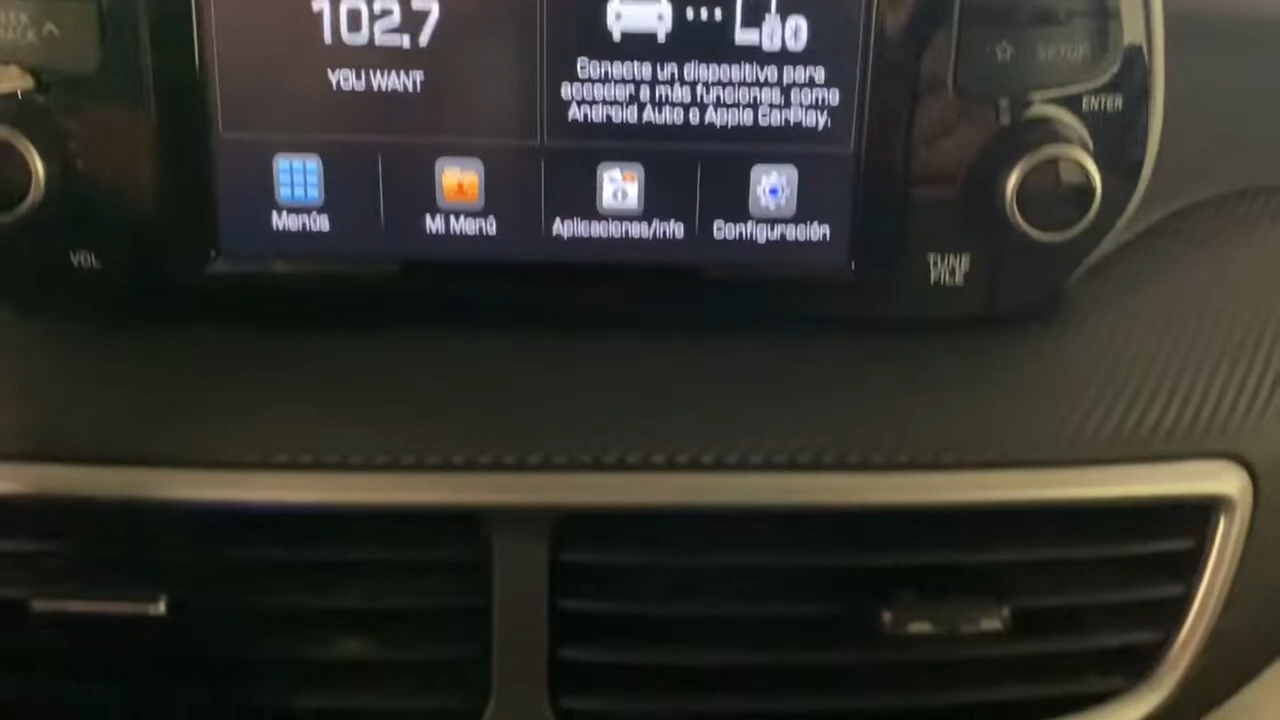 102.7
YOU WANT
Conecte un dispositivo para
acceder a más funciones, como
Android Auto o Apple CarPlay.
Menús
Mi Menú
Aplicaciones/Info
Configuración
VOL
SETUP
ENTER
TUNE
FILE